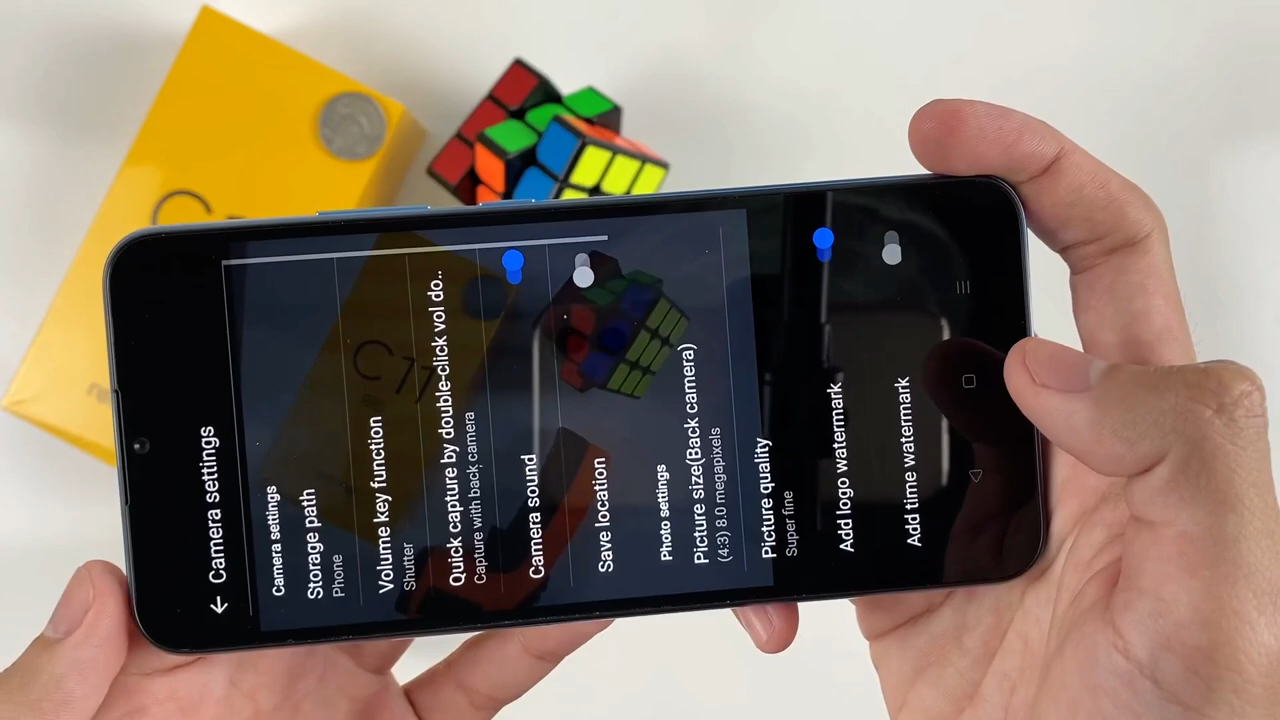 ← Camera settings
Camera settings
Storage path
Phone
Volume key function
Shutter
Quick capture by double-click vol do..
Capture with back camera
Camera sound
Save location
Photo settings
Picture size(Back camera)
(4:3) 8.0 megapixels
Picture quality
Super fine
Add logo watermark
Add time watermark
C11